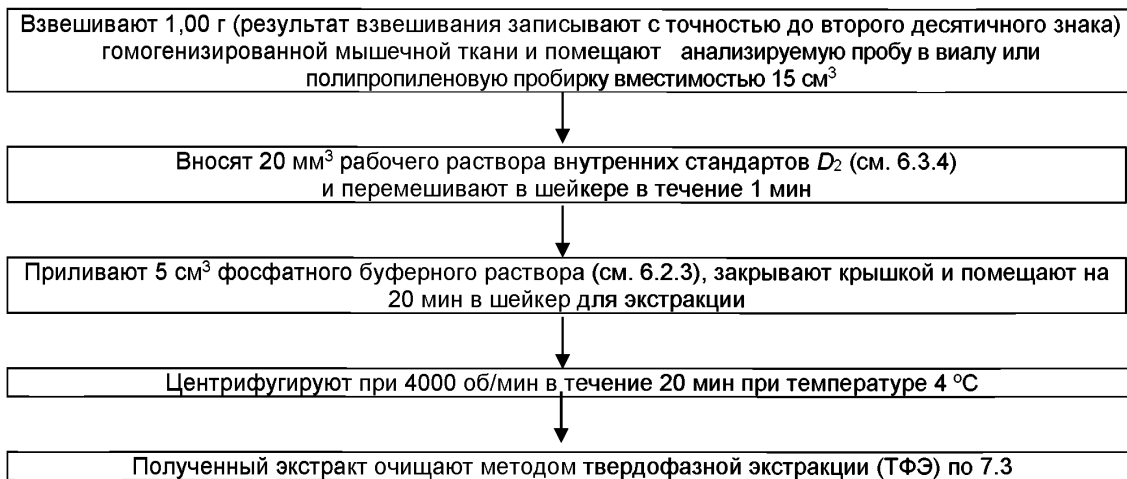 Взвешивают 1,00 г (результат взвешивания записывают с точностью до второго десятичного знака)
гомогенизированной мышечной ткани и помещают анализируемую пробу в виалу или
полипропиленовую пробирку вместимостью 15 см³
Вносят 20 мм³ рабочего раствора внутренних стандартов D₂ (см. 6.3.4)
и перемешивают в шейкере в течение 1 мин
Приливают 5 см³ фосфатного буферного раствора (см. 6.2.3), закрывают крышкой и помещают на
20 мин в шейкер для экстракции
Центрифугируют при 4000 об/мин в течение 20 мин при температуре 4 ºС
Полученный экстракт очищают методом твердофазной экстракции (ТФЭ) по 7.3